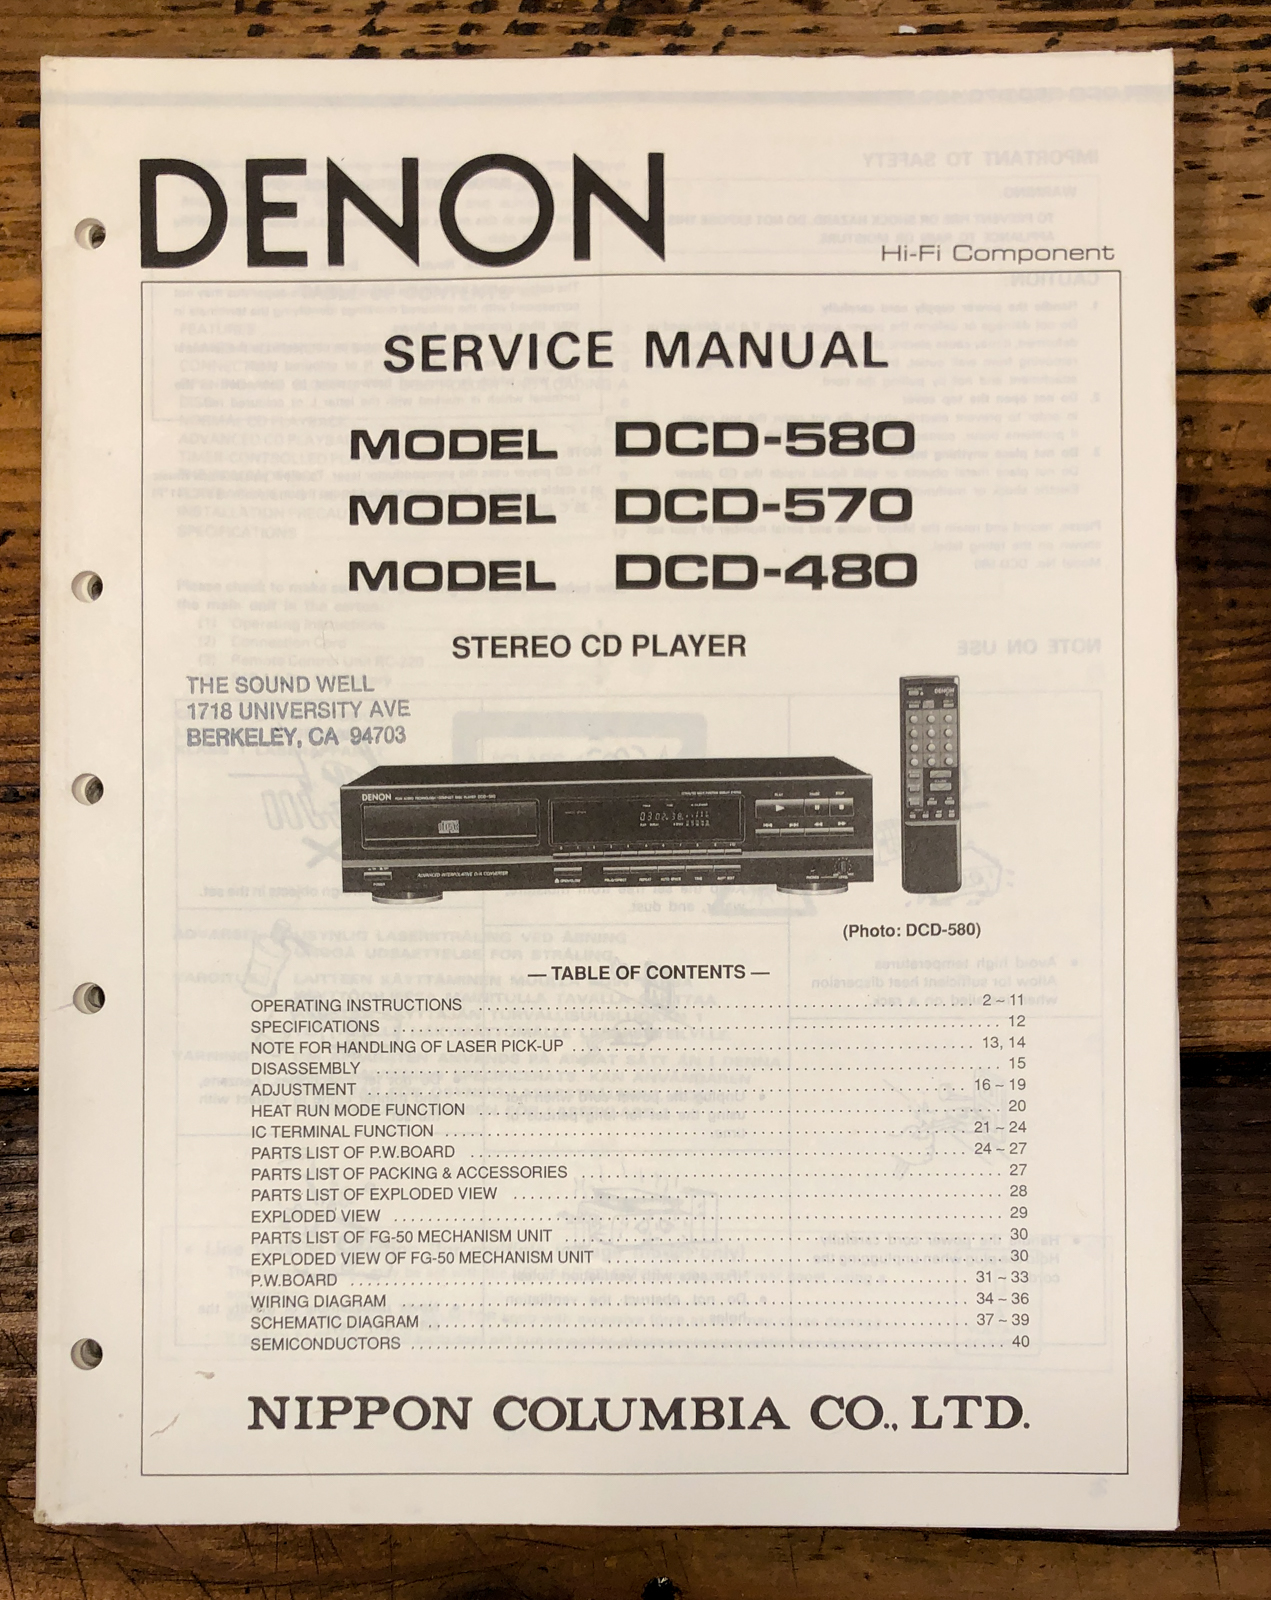 DENON
Hi-Fi Component
SERVICE MANUAL
MODEL DCD-580
MODEL DCD-570
MODEL DCD-480
STEREO CD PLAYER
THE SOUND WELL
1718 UNIVERSITY AVE
BERKELEY, CA 94703
DENON
DENON
(Photo: DCD-580)
— TABLE OF CONTENTS —
OPERATING INSTRUCTIONS 2 ~ 11
SPECIFICATIONS 12
NOTE FOR HANDLING OF LASER PICK-UP 13, 14
DISASSEMBLY 15
ADJUSTMENT 16 ~ 19
HEAT RUN MODE FUNCTION 20
IC TERMINAL FUNCTION 21 ~ 24
PARTS LIST OF P.W.BOARD 24 ~ 27
PARTS LIST OF PACKING & ACCESSORIES 27
PARTS LIST OF EXPLODED VIEW 28
EXPLODED VIEW 29
PARTS LIST OF FG-50 MECHANISM UNIT 30
EXPLODED VIEW OF FG-50 MECHANISM UNIT 30
P.W.BOARD 31 ~ 33
WIRING DIAGRAM 34 ~ 36
SCHEMATIC DIAGRAM 37 ~ 39
SEMICONDUCTORS 40
NIPPON COLUMBIA CO., LTD.